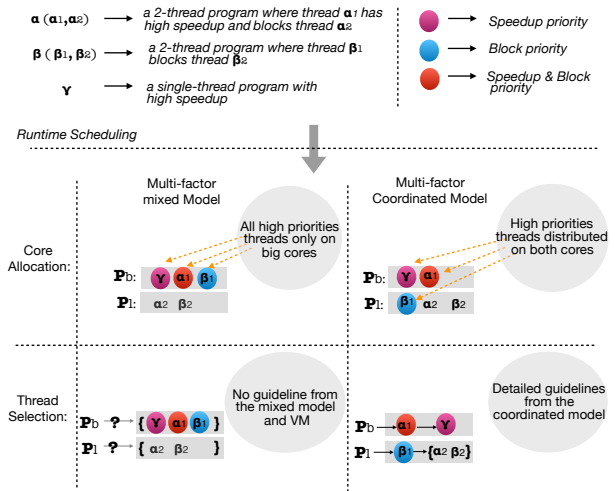 α (α1,α2) a 2-thread program where thread α1 has
high speedup and blocks thread α2
β (β1, β2) a 2-thread program where thread β1
blocks thread β2
γ a single-thread program with
high speedup
Speedup priority
Block priority
Speedup & Block
priority
Runtime Scheduling
Multi-factor
mixed Model
Multi-factor
Coordinated Model
All high priorities
threads only on
big cores
High priorities
threads distributed
on both cores
Core
Allocation:
Pb: γ α1 β1
Pl: α2 β2
Pb: γ α1
Pl: β1 α2 β2
No guideline from
the mixed model
and VM
Detailed guidelines
from the
coordinated model
Thread
Selection:
Pb ? { γ α1 β1 }
Pl ? { α2 β2 }
Pb α1 γ
Pl β1 {α2 β2}